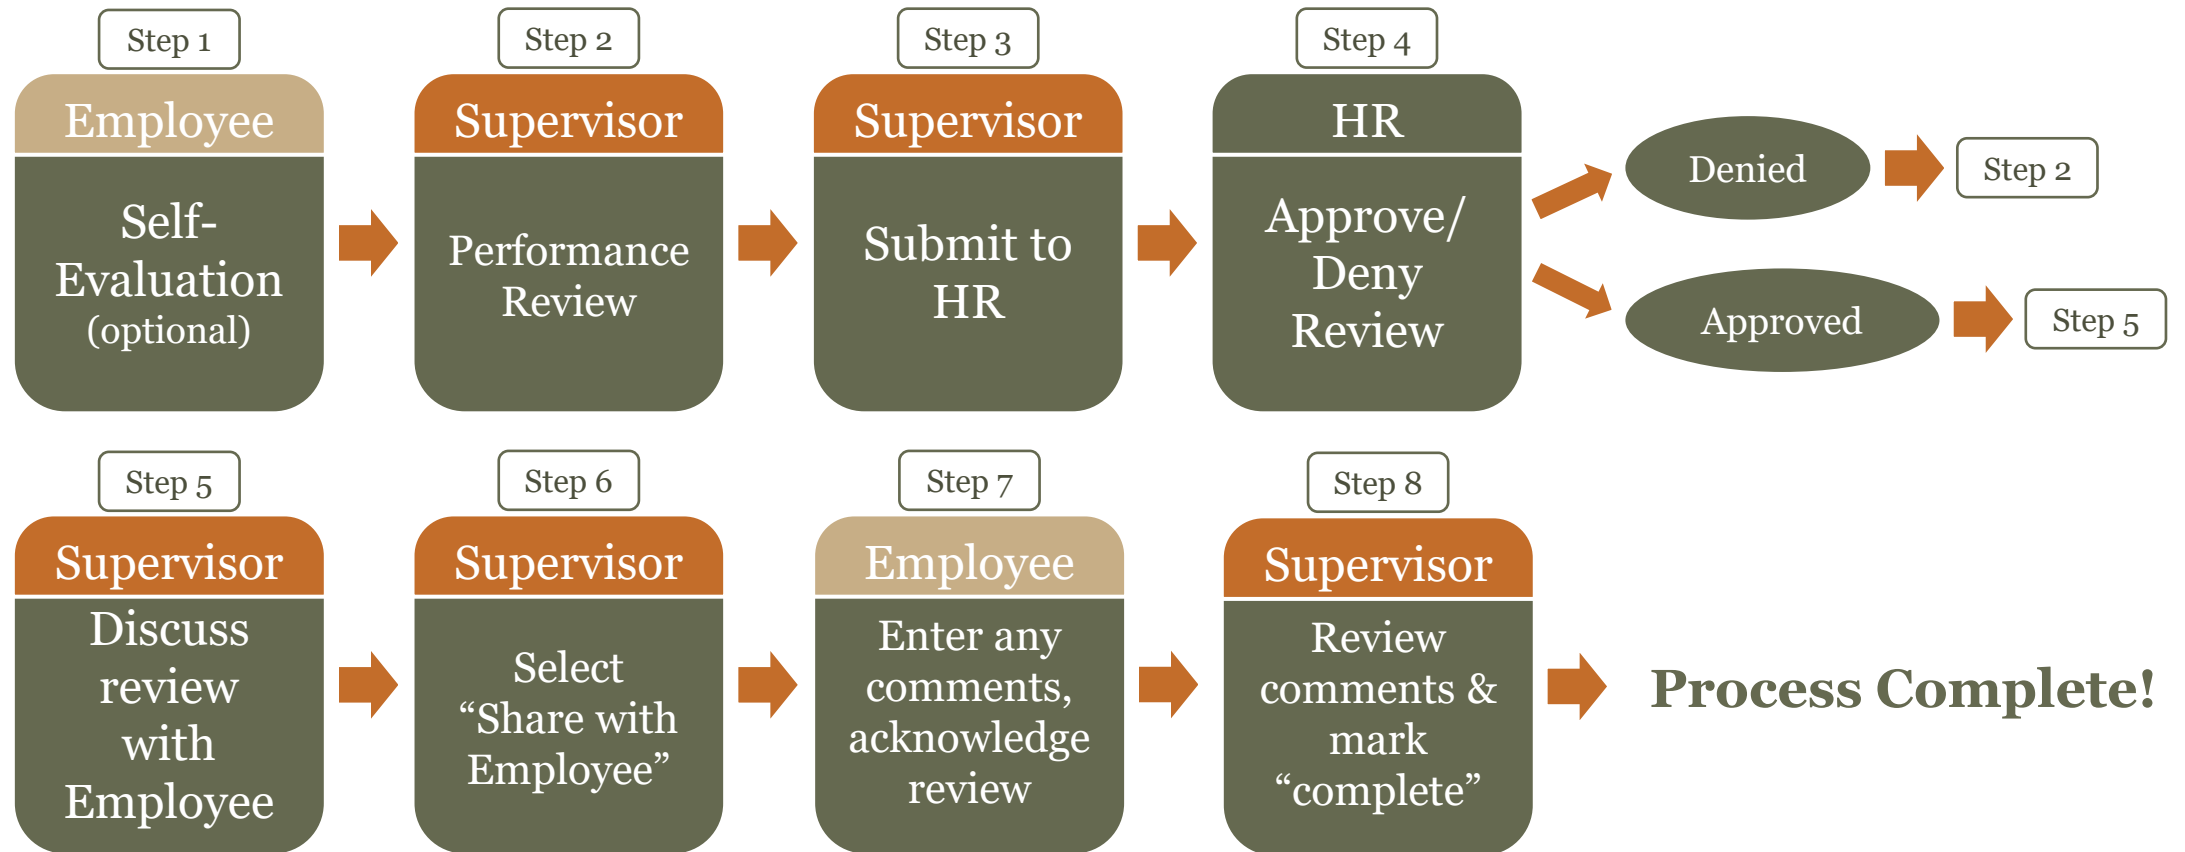 Step 1
Employee
Self-
Evaluation
(optional)
Step 2
Supervisor
Performance
Review
Step 3
Supervisor
Submit to
HR
Step 4
HR
Approve/
Deny
Review
Denied
Step 2
Approved
Step 5
Step 5
Supervisor
Discuss
review
with
Employee
Step 6
Supervisor
Select
“Share with
Employee”
Step 7
Employee
Enter any
comments,
acknowledge
review
Step 8
Supervisor
Review
comments &
mark
“complete”
Process Complete!